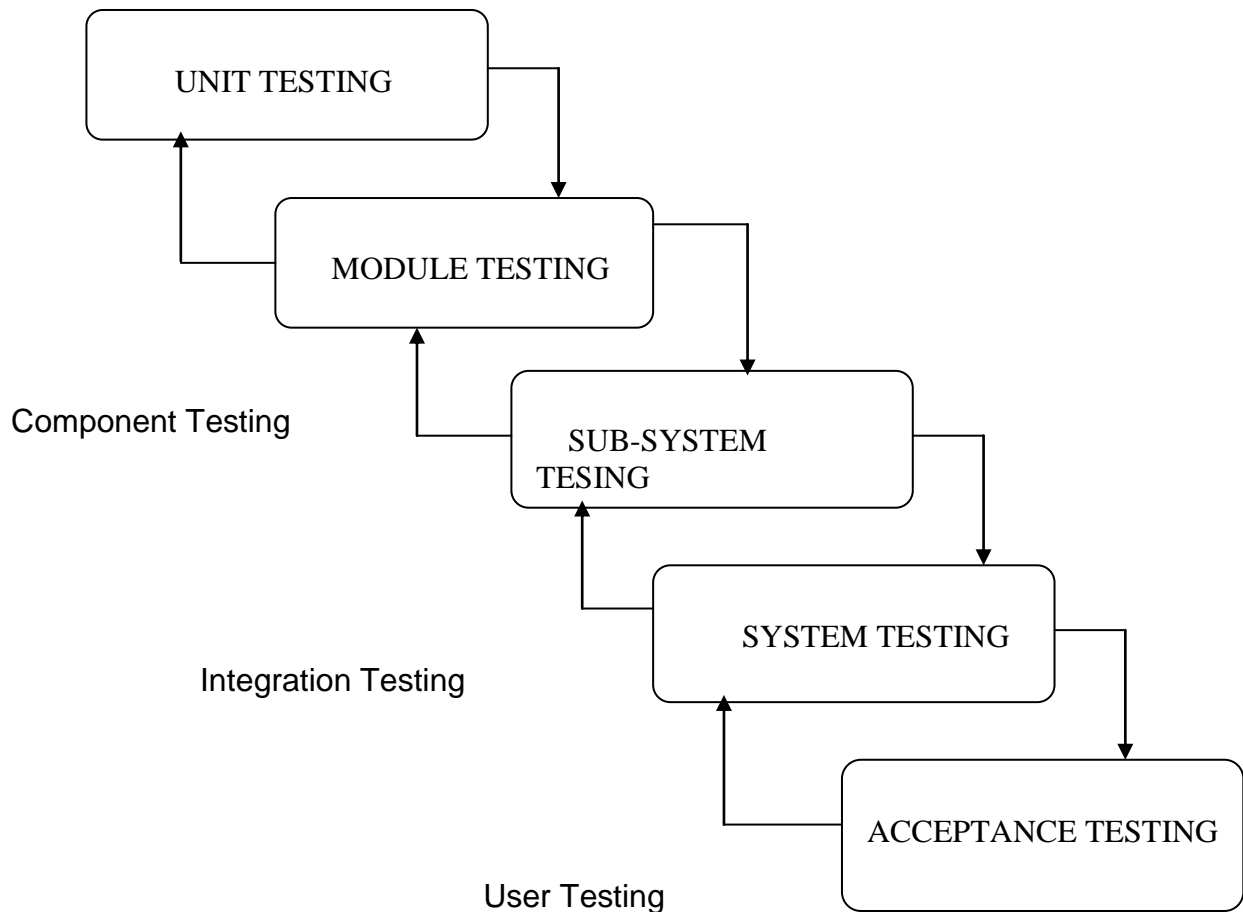 UNIT TESTING
MODULE TESTING
Component Testing
SUB-SYSTEM
TESING
SYSTEM TESTING
Integration Testing
ACCEPTANCE TESTING
User Testing